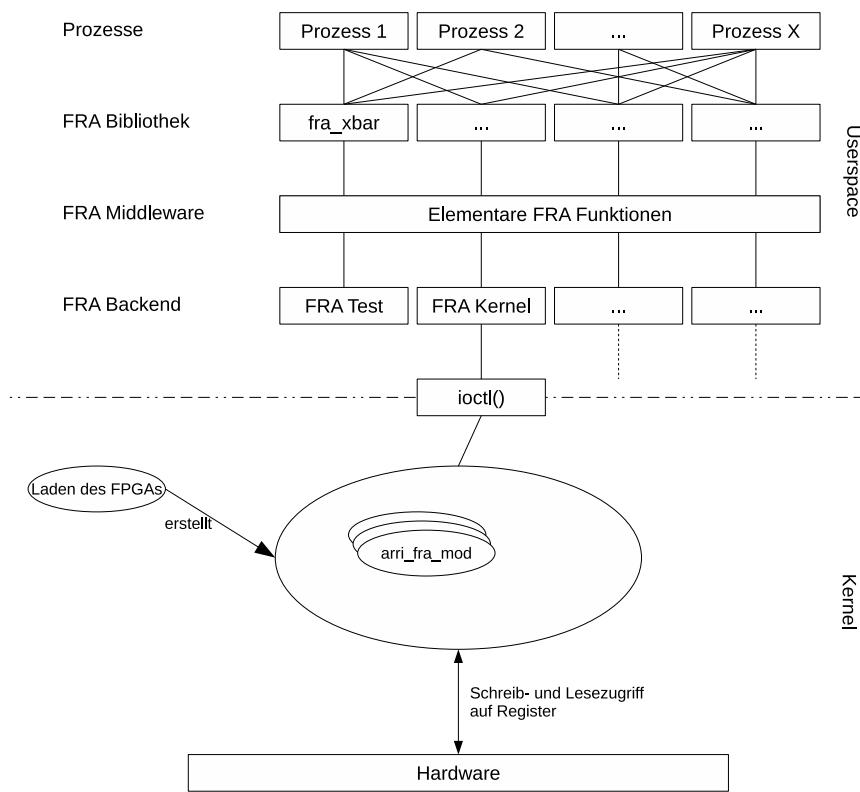 Prozesse
Prozess 1
Prozess 2
...
Prozess X
FRA Bibliothek
fra_xbar
...
...
...
Userspace
FRA Middleware
Elementare FRA Funktionen
FRA Backend
FRA Test
FRA Kernel
...
...
ioctl()
Laden des FPGAs
erstellt
arri_fra_mod
Kernel
Schreib- und Lesezugriff
auf Register
Hardware